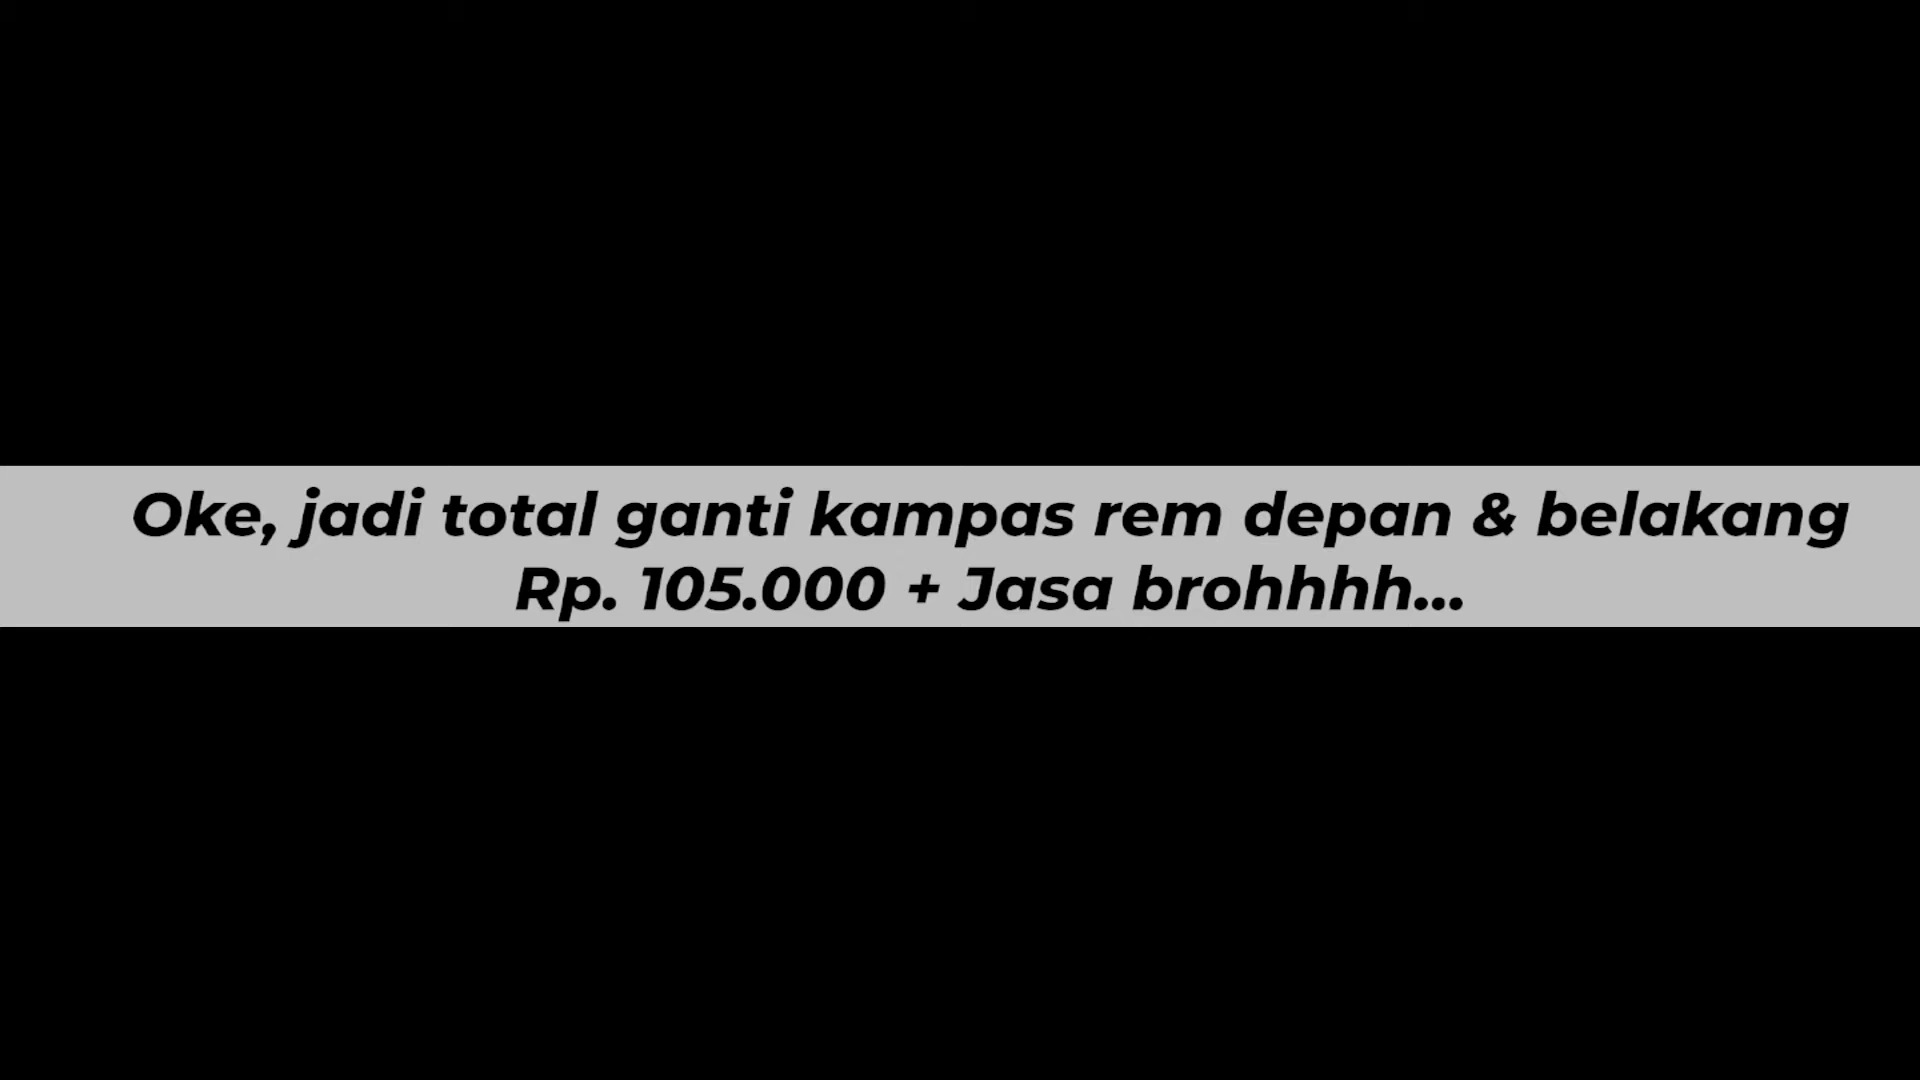 Oke, jadi total ganti kampas rem depan & belakang
Rp. 105.000 + Jasa brohhhh...